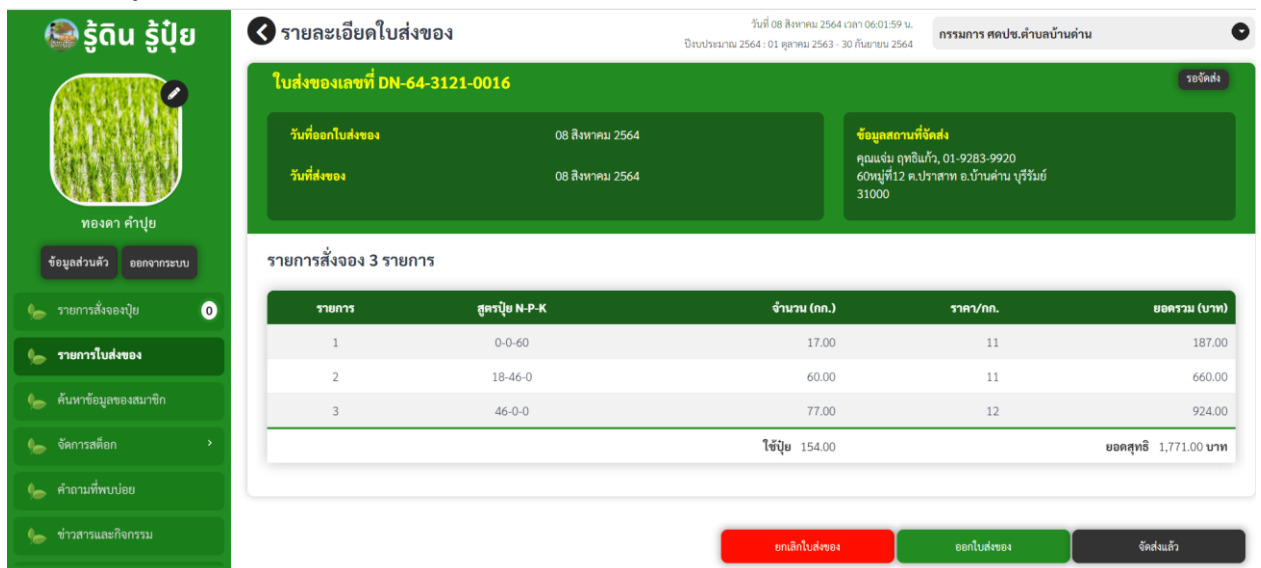 รู้ดิน รู้ปุ๋ย
รายละเอียดใบส่งของ
วันที่ 08 สิงหาคม 2564 เวลา 06:01:59 น.
ปีงบประมาณ 2564 : 01 ตุลาคม 2563 - 30 กันยายน 2564
กรรมการ ศดปช.ตำบลบ้านด่าน
ทองดา คำปุย
ข้อมูลส่วนตัว ออกจากระบบ
รายการสั่งจองปุ๋ย 0
รายการใบส่งของ
ค้นหาข้อมูลของสมาชิก
จัดการสต็อก
คำถามที่พบบ่อย
ข่าวสารและกิจกรรม
ใบส่งของเลขที่ DN-64-3121-0016
รอจัดส่ง
วันที่ออกใบส่งของ 08 สิงหาคม 2564
วันที่ส่งของ 08 สิงหาคม 2564
ข้อมูลสถานที่จัดส่ง
คุณแจ่ม ฤทธิแก้ว, 01-9283-9920
60หมู่ที่12 ต.ปราสาท อ.บ้านด่าน บุรีรัมย์
31000
รายการสั่งจอง 3 รายการ
รายการ สูตรปุ๋ย N-P-K จำนวน (กก.) ราคา/กก. ยอดรวม (บาท)
1 0-0-60 17.00 11 187.00
2 18-46-0 60.00 11 660.00
3 46-0-0 77.00 12 924.00
ใช้ปุ๋ย 154.00 ยอดสุทธิ 1,771.00 บาท
ยกเลิกใบส่งของ ออกใบส่งของ จัดส่งแล้ว